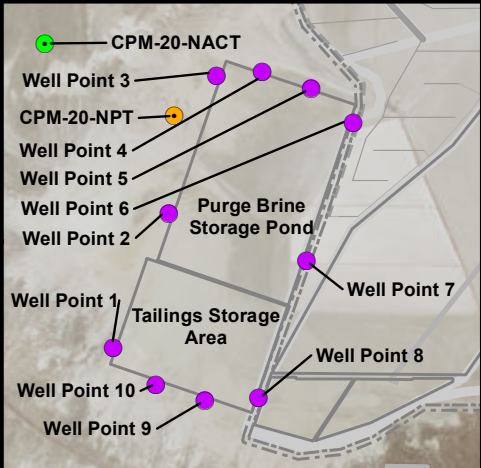 CPM-20-NACT
Well Point 3
CPM-20-NPT
Well Point 4
Well Point 5
Well Point 6
Purge Brine
Storage Pond
Well Point 2
Well Point 7
Well Point 1
Tailings Storage
Area
Well Point 8
Well Point 10
Well Point 9